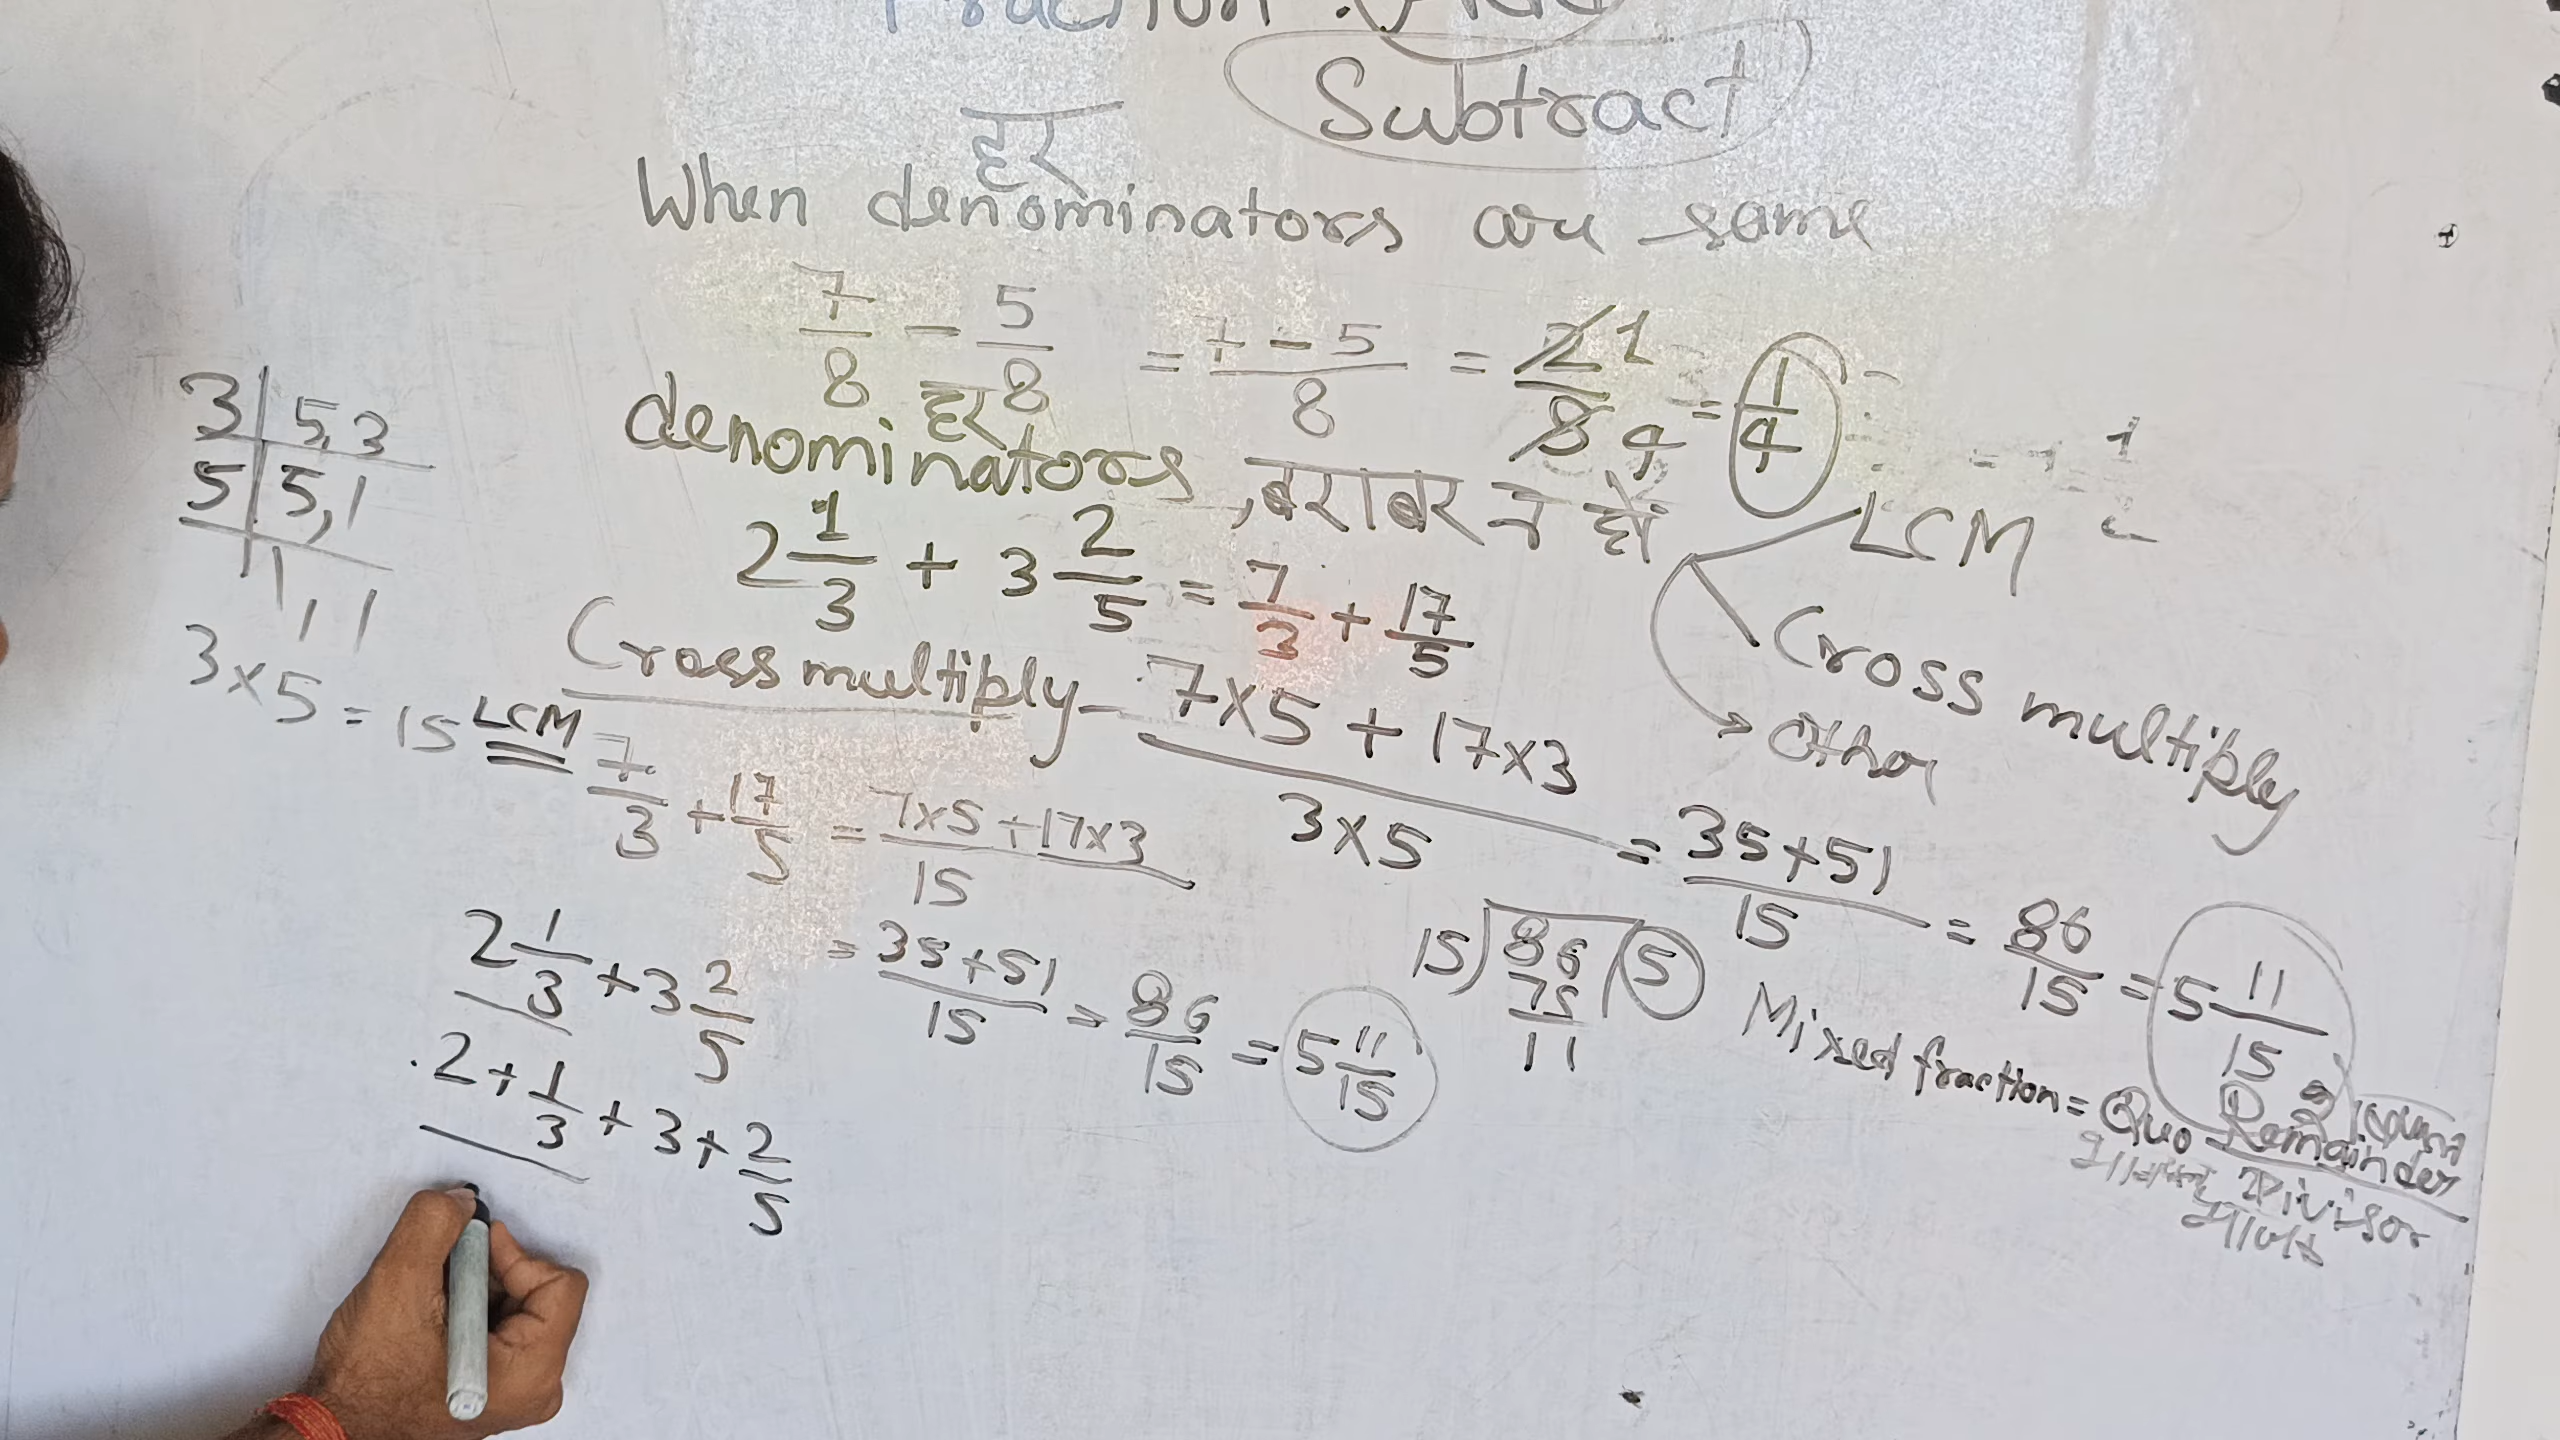 Fraction :
Subtract
हर
When denominators are same
7/8 - 5/8 = 7-5/8 = 2/8 1/4 = 1/4
हर
denominators, बराबर न हो
LCM
Cross multiply
Other
2 1/3 + 3 2/5 = 7/3 + 17/5
3 | 5,3
5 | 5,1
1,1
3×5 = 15 LCM
Cross multiply - 7×5 + 17×3 / 3×5 = 35+51/15 = 86/15 = 5 11/15
7/3 + 17/5 = 7×5+17×3/15
= 35+51/15 = 86/15 = 5 11/15
15) 86 (5
75
11
Mixed fraction = Quo Remainder/Divisor
2 1/3 + 3 2/5
2 + 1/3 + 3 + 2/5